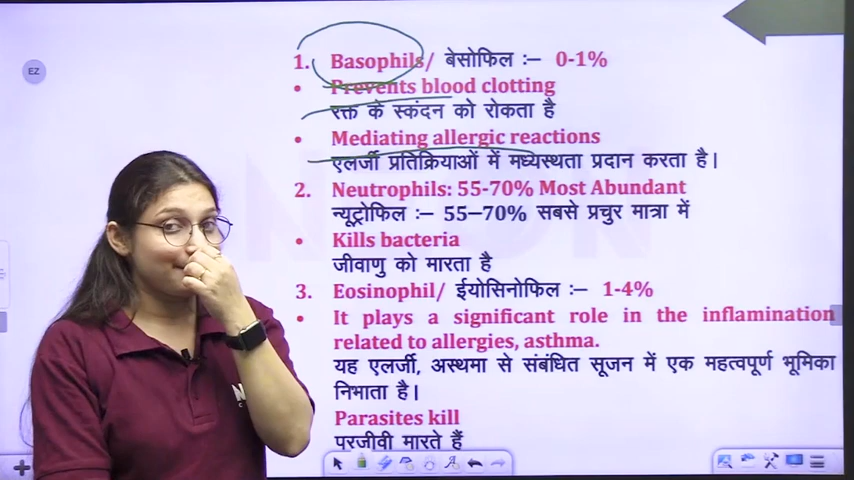 EZ
1. Basophils/ बेसोफिल :– 0-1%
• Prevents blood clotting
रक्त के स्कंदन को रोकता है
• Mediating allergic reactions
एलर्जी प्रतिक्रियाओं में मध्यस्थता प्रदान करता है।
2. Neutrophils: 55-70% Most Abundant
न्यूट्रोफिल :– 55–70% सबसे प्रचुर मात्रा में
• Kills bacteria
जीवाणु को मारता है
3. Eosinophil/ ईयोसिनोफिल :– 1-4%
• It plays a significant role in the inflamination
related to allergies, asthma.
यह एलर्जी, अस्थमा से संबंधित सूजन में एक महत्वपूर्ण भूमिका
निभाता है।
Parasites kill
परजीवी मारते हैं